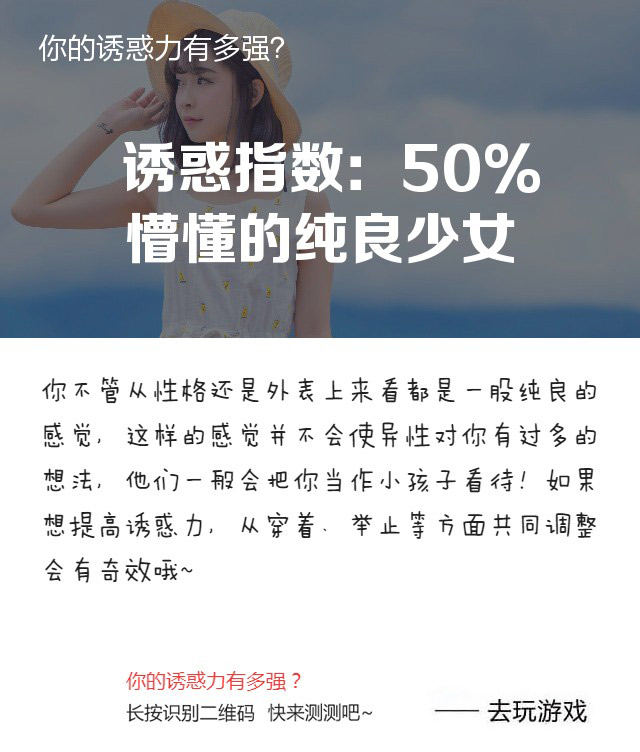 你的诱惑力有多强?
诱惑指数: 50%
懵懂的纯良少女
你不管从性格还是外表上来看都是一股纯良的
感觉, 这样的感觉并不会使异性对你有过多的
想法, 他们一般会把你当作小孩子看待! 如果
想提高诱惑力, 从穿着、举止等方面共同调整
会有奇效哦~
你的诱惑力有多强?
长按识别二维码 快来测测吧~
—— 去玩游戏